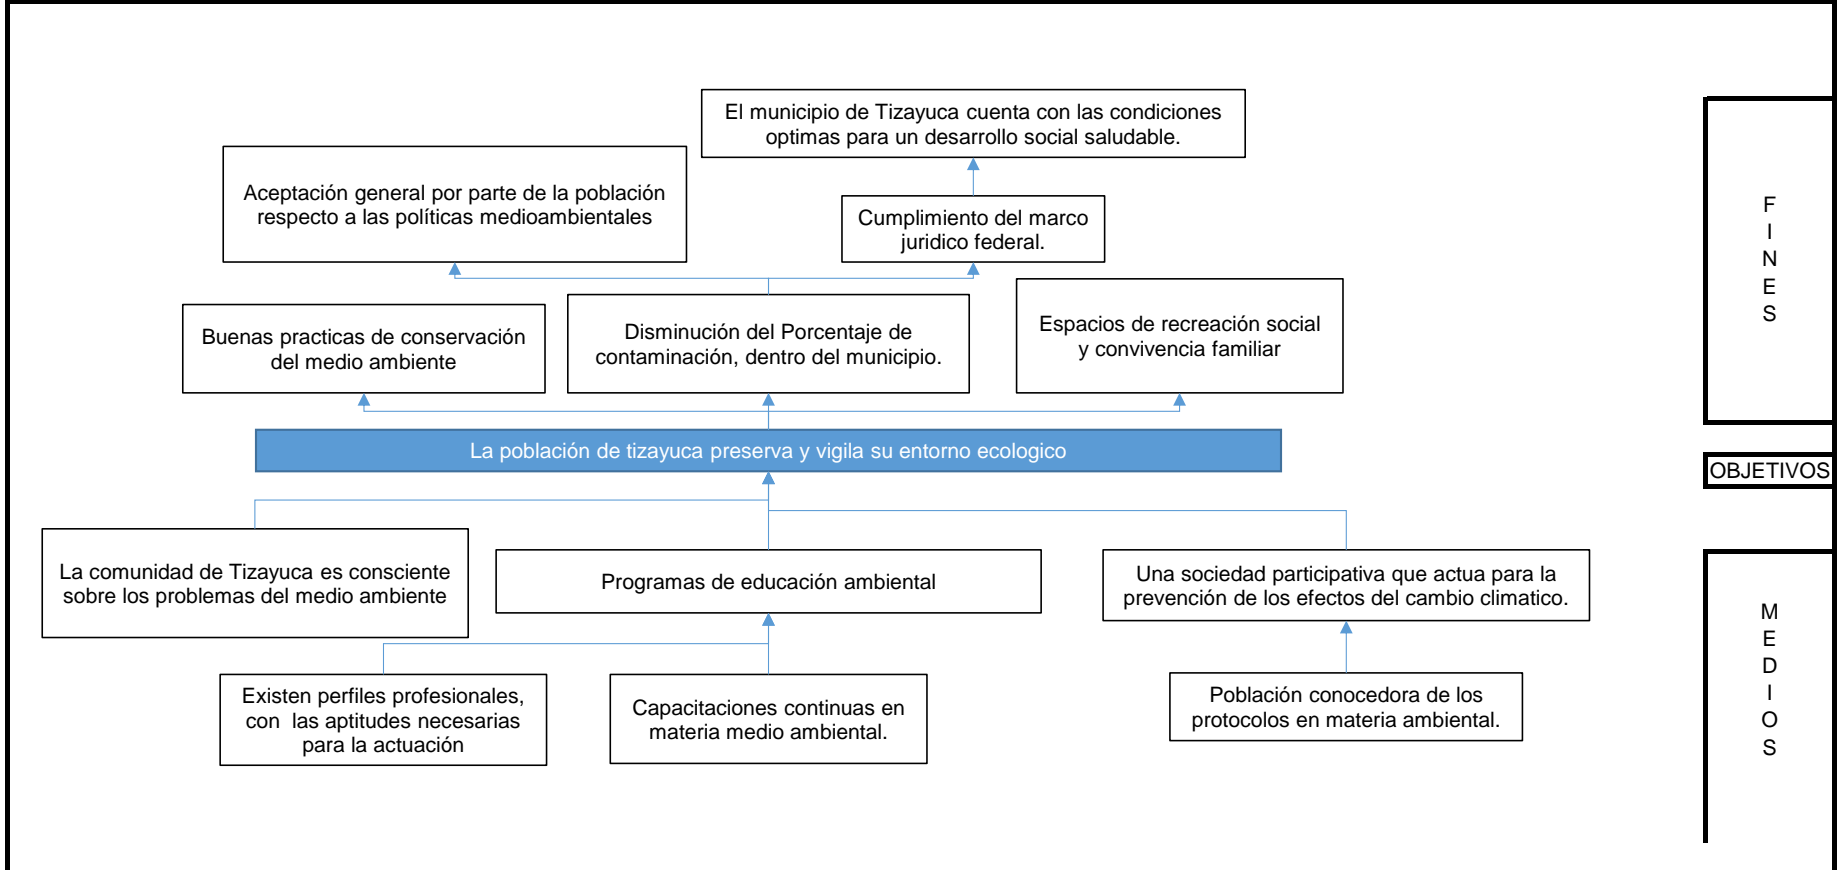 El municipio de Tizayuca cuenta con las condiciones
optimas para un desarrollo social saludable.
Aceptación general por parte de la población
respecto a las políticas medioambientales
Cumplimiento del marco
juridico federal.
Buenas practicas de conservación
del medio ambiente
Disminución del Porcentaje de
contaminación, dentro del municipio.
Espacios de recreación social
y convivencia familiar
F
I
N
E
S
La población de tizayuca preserva y vigila su entorno ecologico
OBJETIVOS
La comunidad de Tizayuca es consciente
sobre los problemas del medio ambiente
Programas de educación ambiental
Una sociedad participativa que actua para la
prevención de los efectos del cambio climatico.
Existen perfiles profesionales,
con  las aptitudes necesarias
para la actuación
Capacitaciones continuas en
materia medio ambiental.
Población conocedora de los
protocolos en materia ambiental.
M
E
D
I
O
S